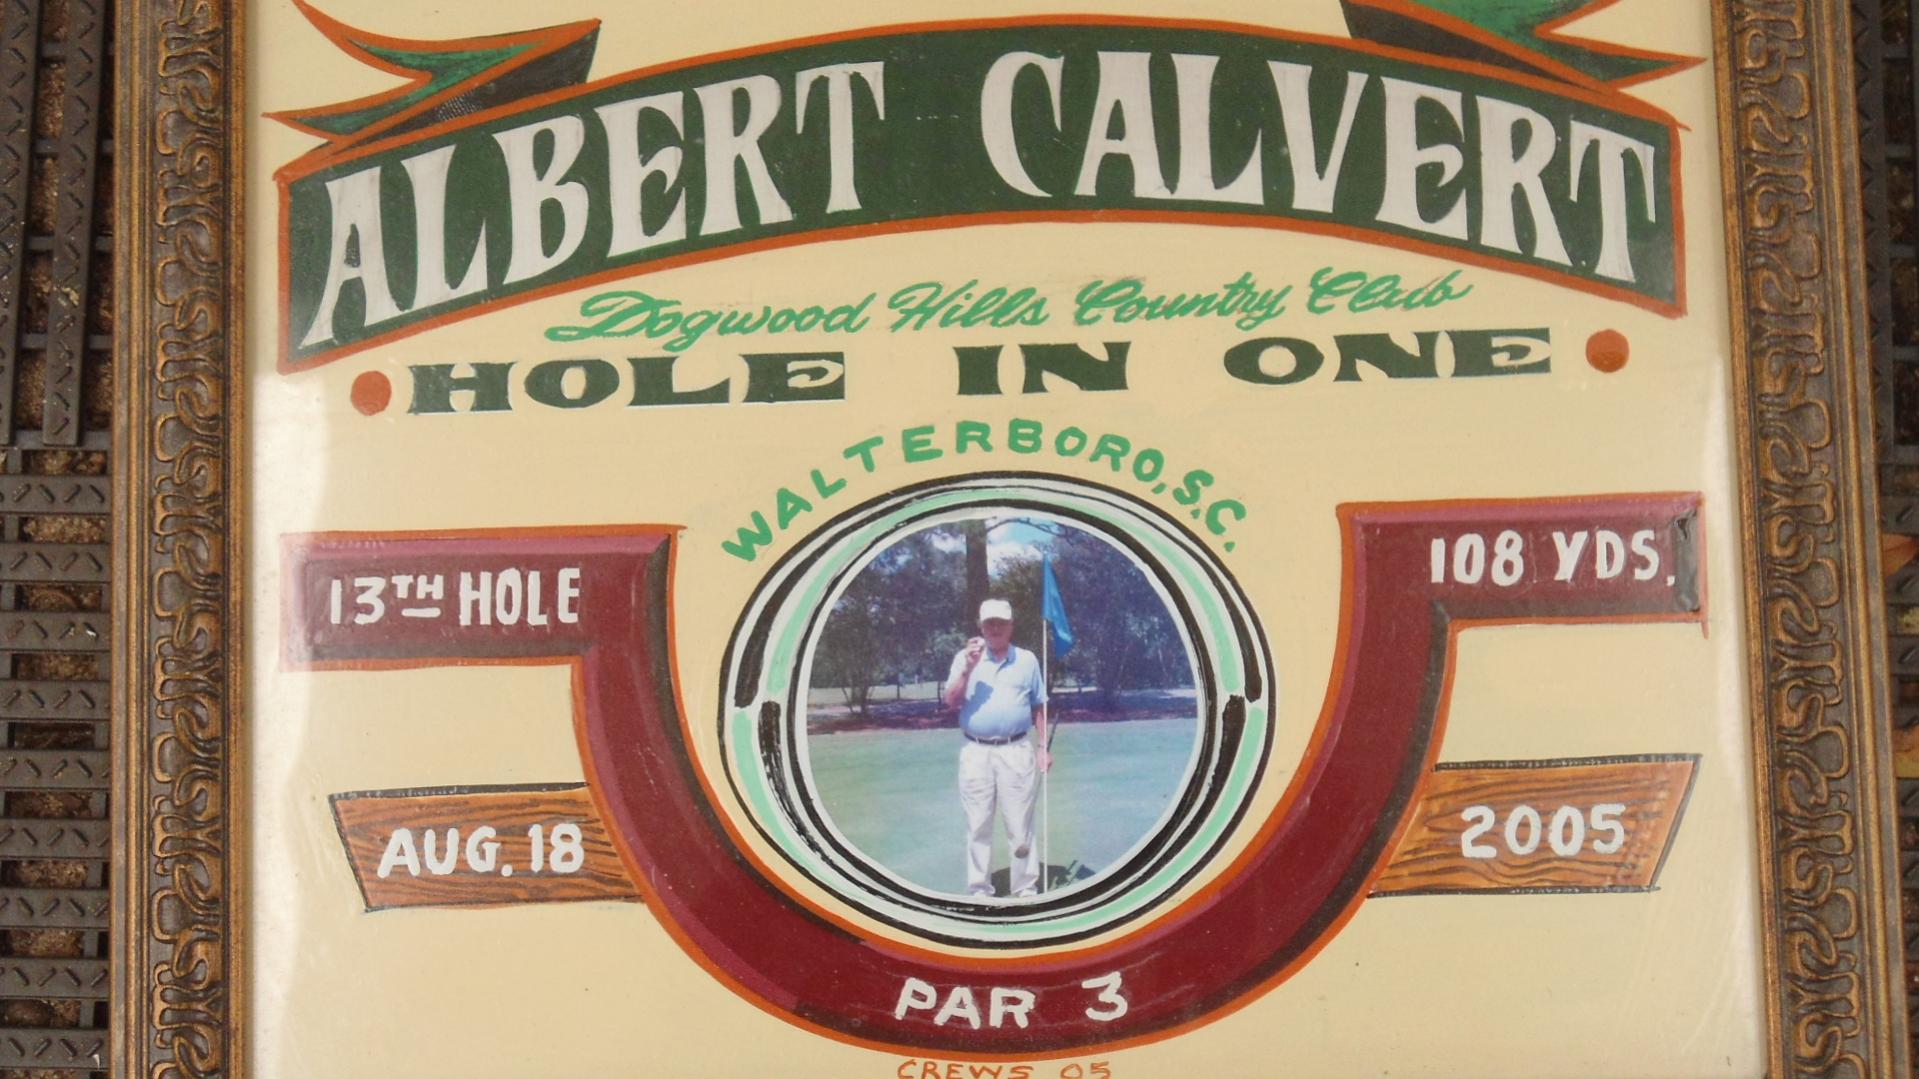 ALBERT CALVERT
Dogwood Hills Country Club
HOLE IN ONE
WALTERBORO, S.C.
13TH HOLE
108 YDS.
AUG. 18
2005
PAR 3
CREWS 05